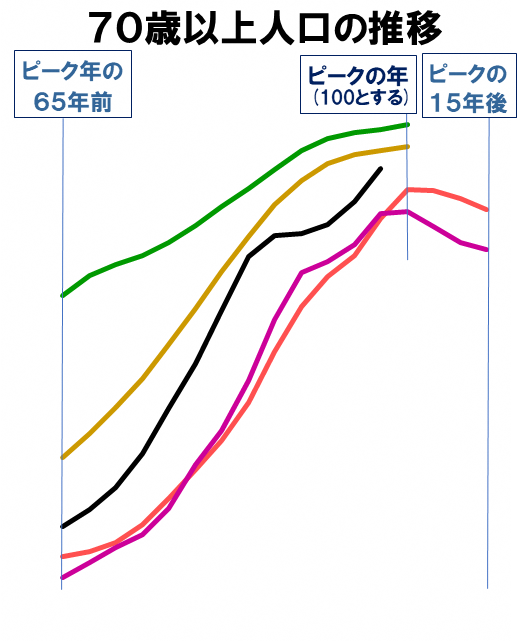 70歳以上人口の推移
ピーク年の
65年前
ピークの年
(100とする)
ピークの
15年後